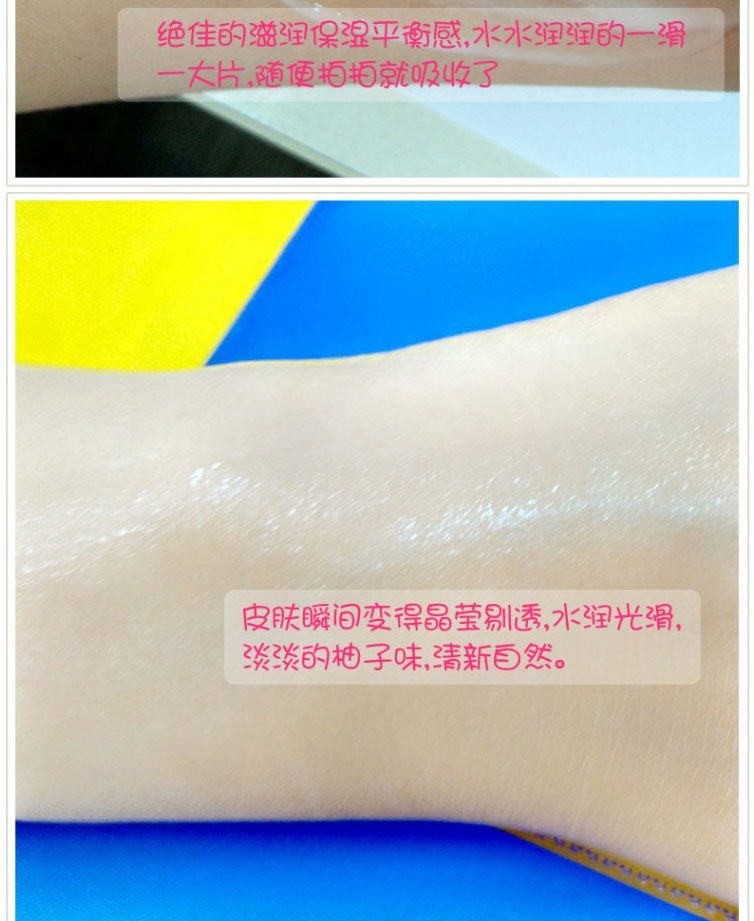 绝佳的滋润保湿平衡感,水水润润的一滑
一大片,随便拍拍就吸收了
皮肤瞬间变得晶莹剔透,水润光滑,
淡淡的柚子味,清新自然。